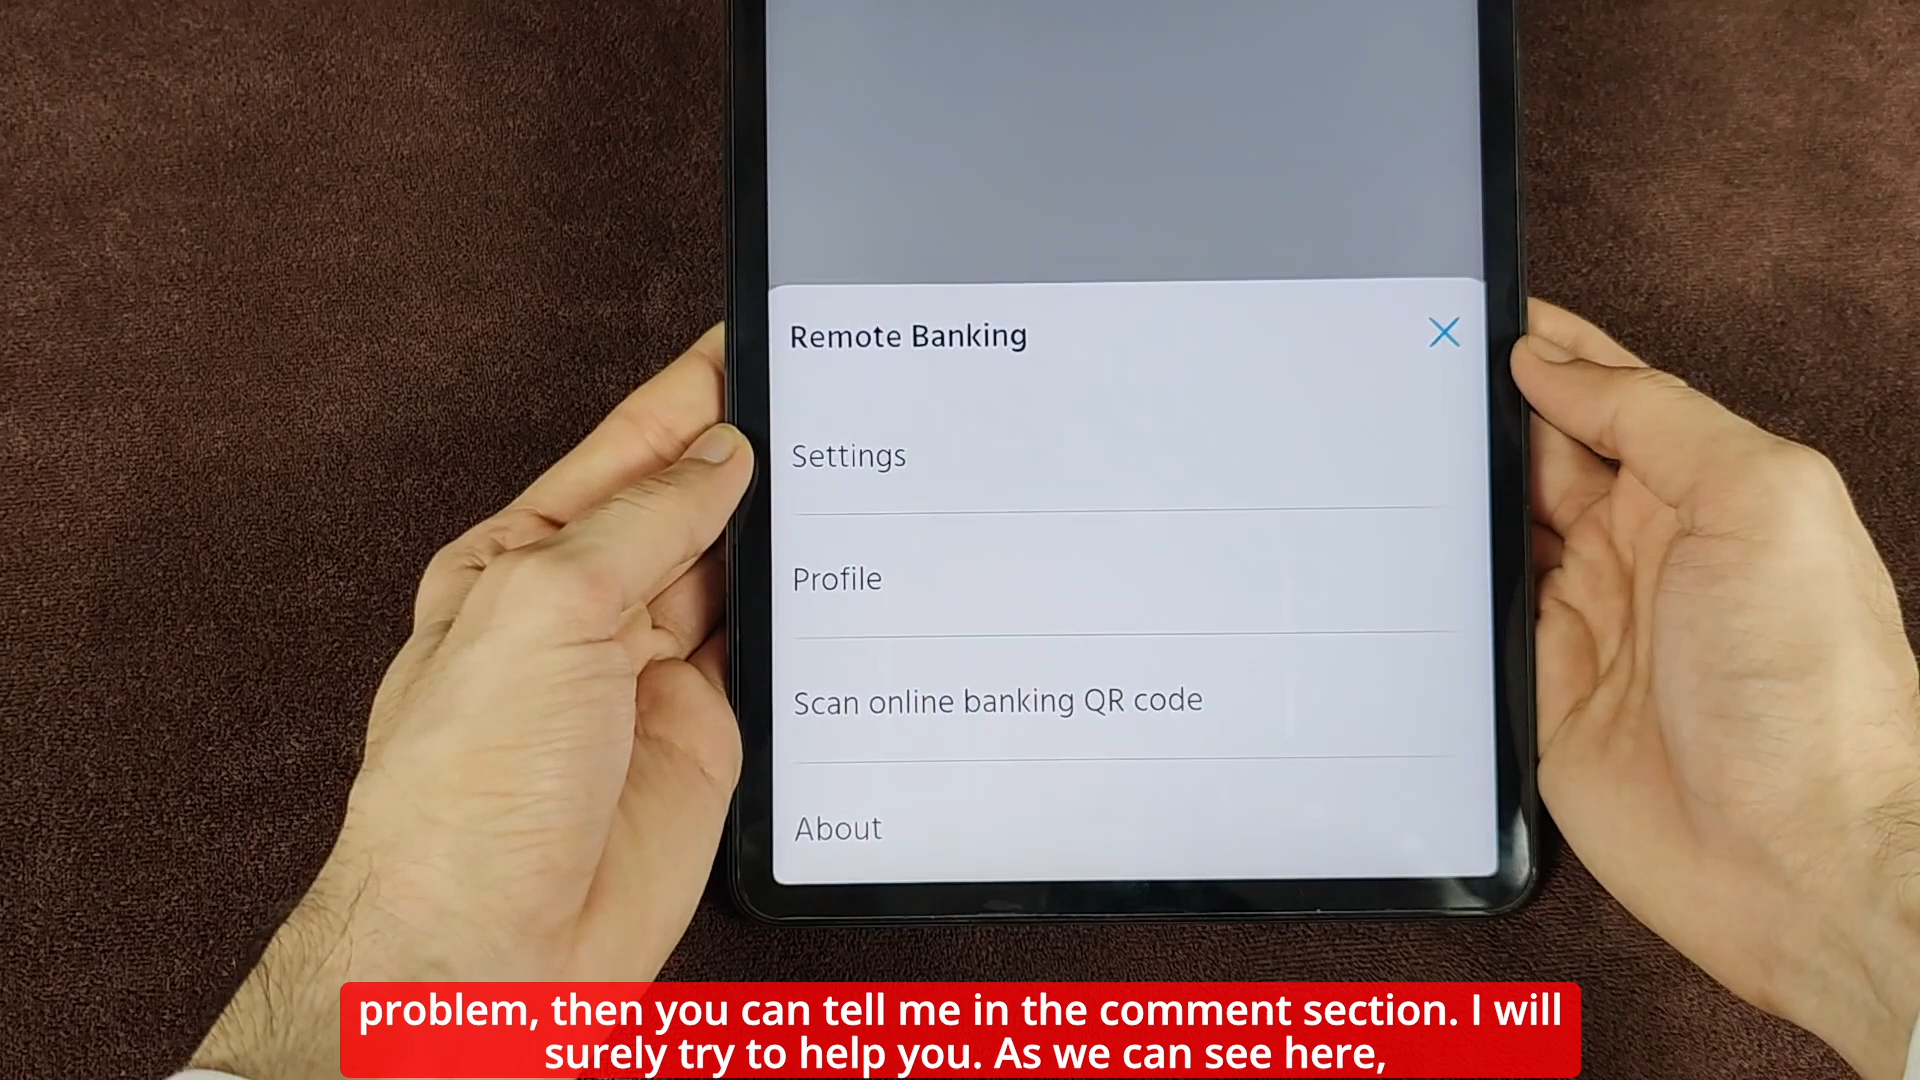 Remote Banking
Settings
Profile
Scan online banking QR code
About
problem, then you can tell me in the comment section. I will
surely try to help you. As we can see here,